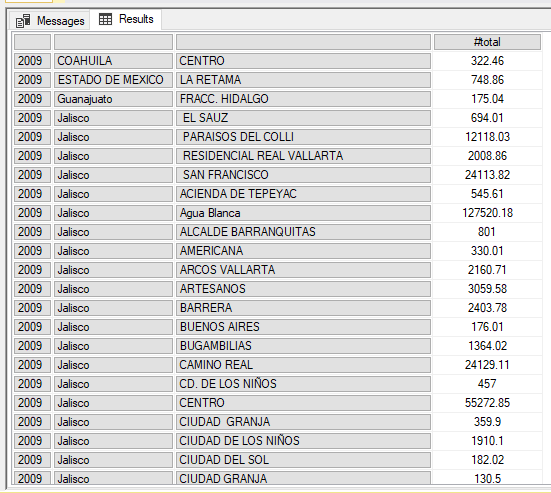 Messages Results
#total
2009 COAHUILA CENTRO 322.46
2009 ESTADO DE MEXICO LA RETAMA 748.86
2009 Guanajuato FRACC. HIDALGO 175.04
2009 Jalisco EL SAUZ 694.01
2009 Jalisco PARAISOS DEL COLLI 12118.03
2009 Jalisco RESIDENCIAL REAL VALLARTA 2008.86
2009 Jalisco SAN FRANCISCO 24113.82
2009 Jalisco ACIENDA DE TEPEYAC 545.61
2009 Jalisco Agua Blanca 127520.18
2009 Jalisco ALCALDE BARRANQUITAS 801
2009 Jalisco AMERICANA 330.01
2009 Jalisco ARCOS VALLARTA 2160.71
2009 Jalisco ARTESANOS 3059.58
2009 Jalisco BARRERA 2403.78
2009 Jalisco BUENOS AIRES 176.01
2009 Jalisco BUGAMBILIAS 1364.02
2009 Jalisco CAMINO REAL 24129.11
2009 Jalisco CD. DE LOS NIÑOS 457
2009 Jalisco CENTRO 55272.85
2009 Jalisco CIUDAD  GRANJA 359.9
2009 Jalisco CIUDAD DE LOS NIÑOS 1910.1
2009 Jalisco CIUDAD DEL SOL 182.02
2009 Jalisco CIUDAD GRANJA 130.5